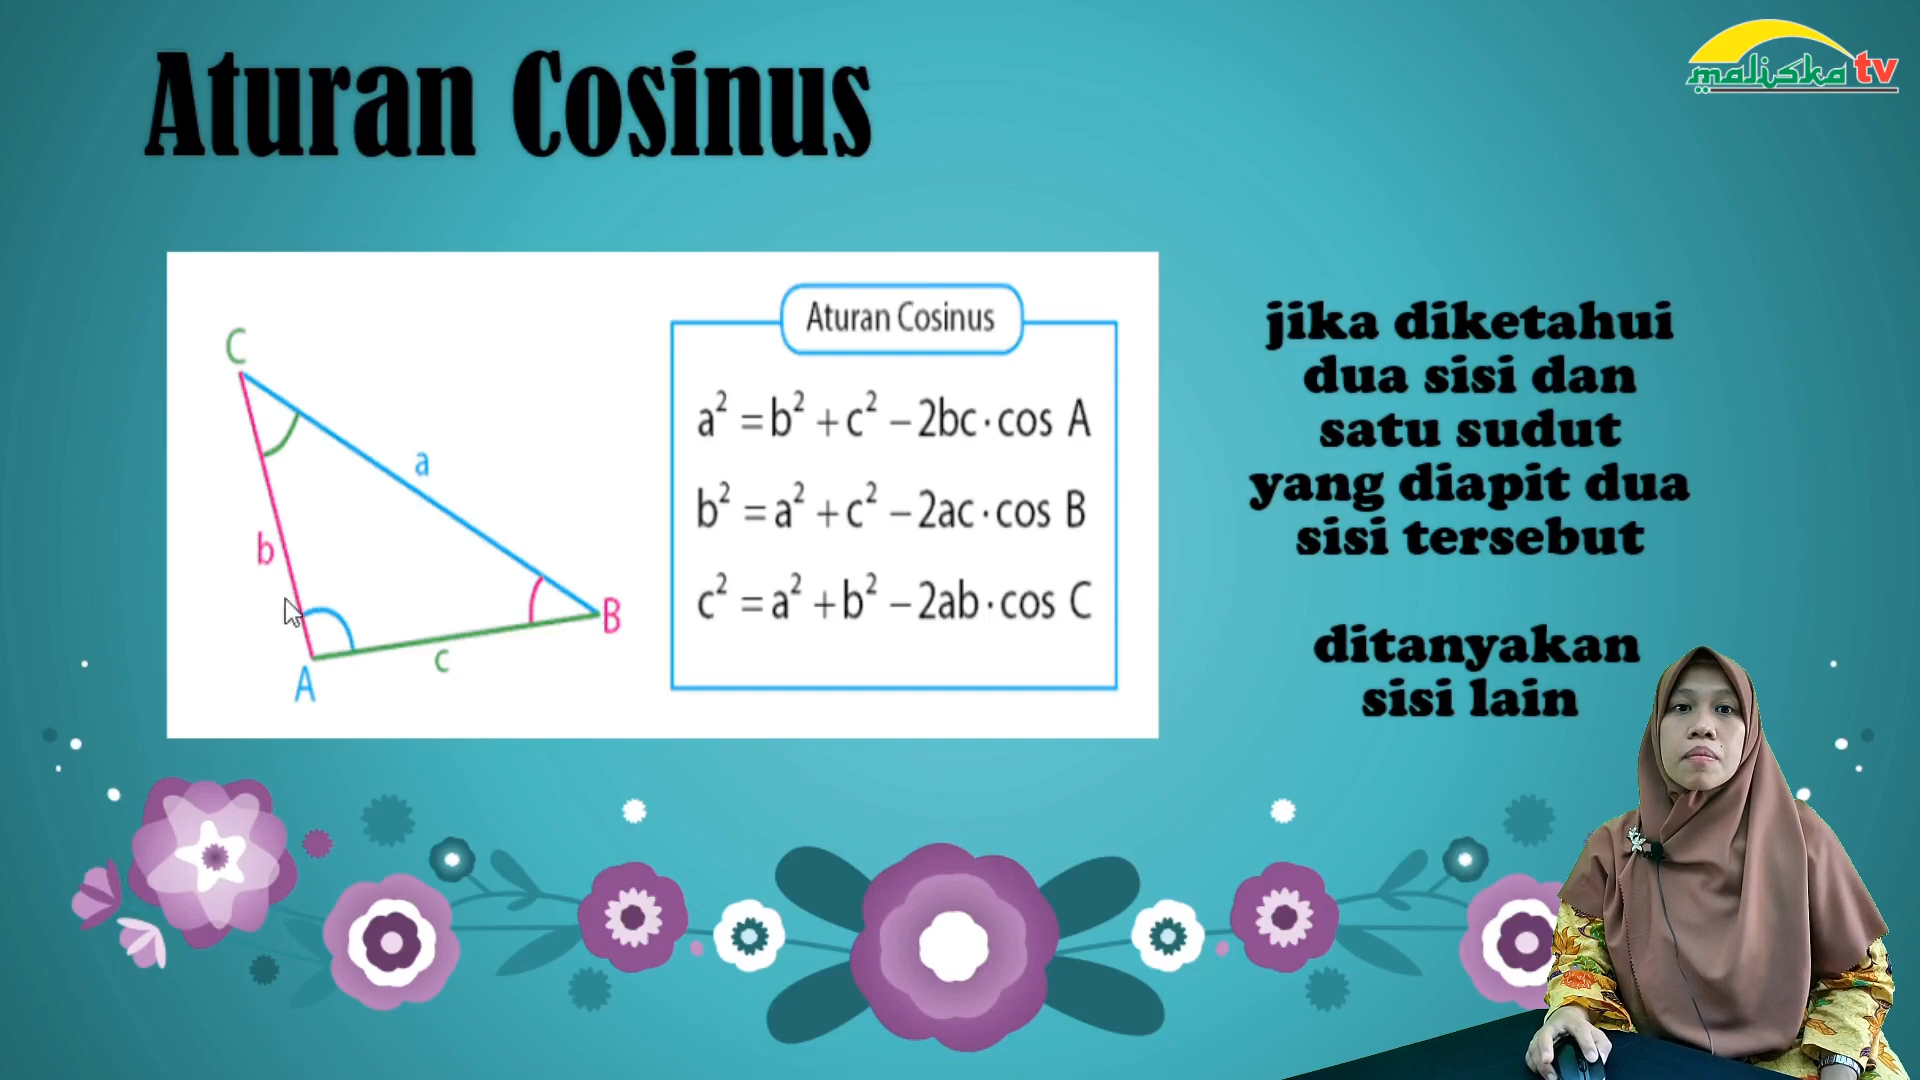 Aturan Cosinus
maliska tv
C
a
b
B
c
A
Aturan Cosinus
a² = b² + c² − 2bc · cos A
b² = a² + c² − 2ac · cos B
c² = a² + b² − 2ab · cos C
jika diketahui
dua sisi dan
satu sudut
yang diapit dua
sisi tersebut
ditanyakan
sisi lain